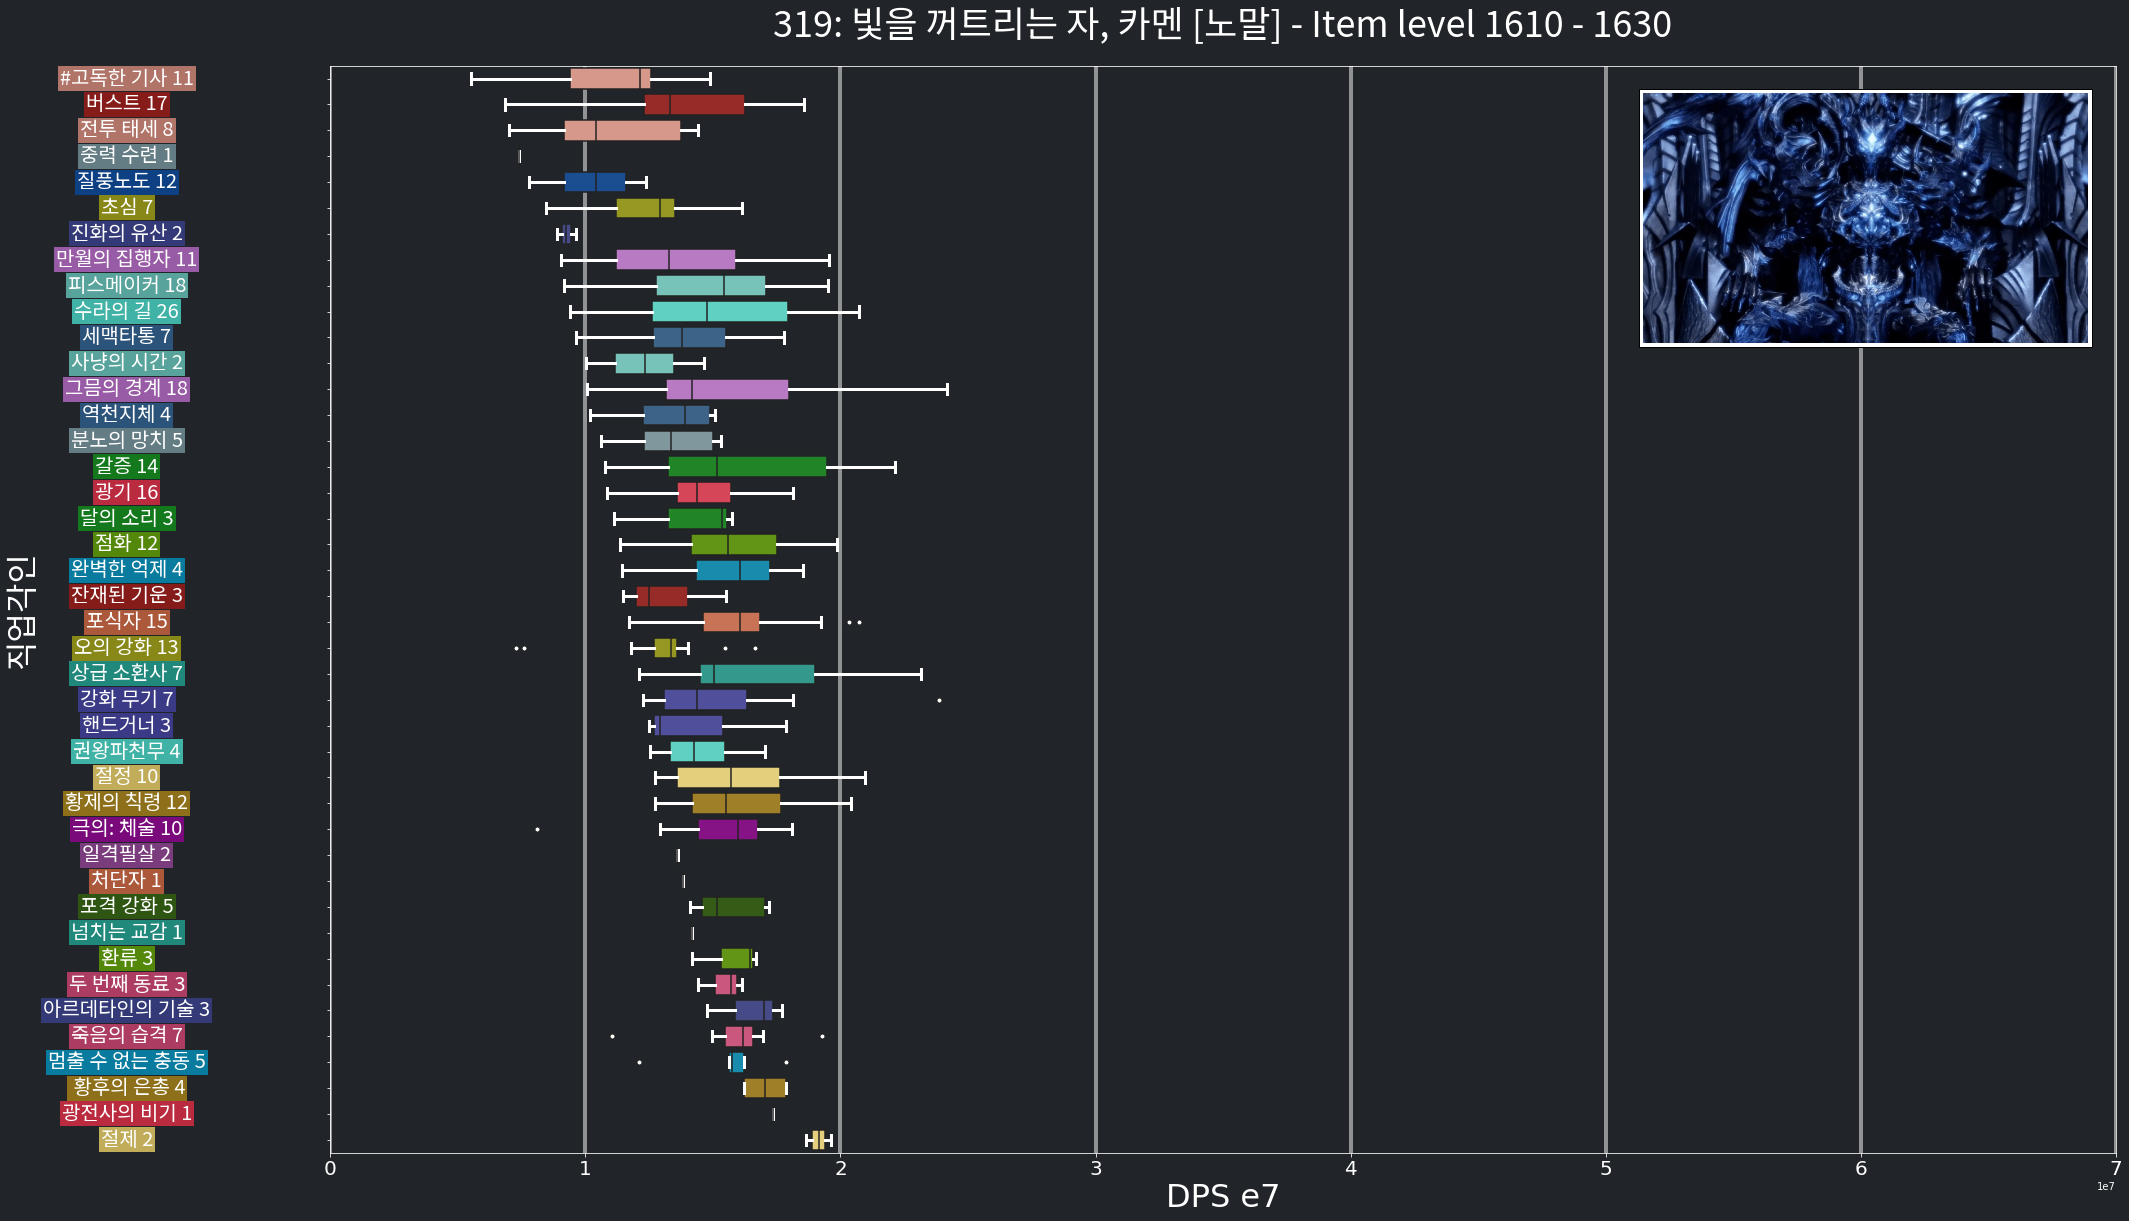 319: 빛을 꺼트리는 자, 카멘 [노말] - Item level 1610 - 1630
#고독한 기사 11
버스트 17
전투 태세 8
중력 수련 1
질풍노도 12
초심 7
진화의 유산 2
만월의 집행자 11
피스메이커 18
수라의 길 26
세맥타통 7
사냥의 시간 2
그믐의 경계 18
역천지체 4
분노의 망치 5
갈증 14
광기 16
달의 소리 3
점화 12
완벽한 억제 4
잔재된 기운 3
포식자 15
오의 강화 13
상급 소환사 7
강화 무기 7
핸드거너 3
권왕파천무 4
절정 10
황제의 칙령 12
극의: 체술 10
일격필살 2
처단자 1
포격 강화 5
넘치는 교감 1
환류 3
두 번째 동료 3
아르데타인의 기술 3
죽음의 습격 7
멈출 수 없는 충동 5
황후의 은총 4
광전사의 비기 1
절제 2
직업각인
0 1 2 3 4 5 6 7
1e7
DPS e7